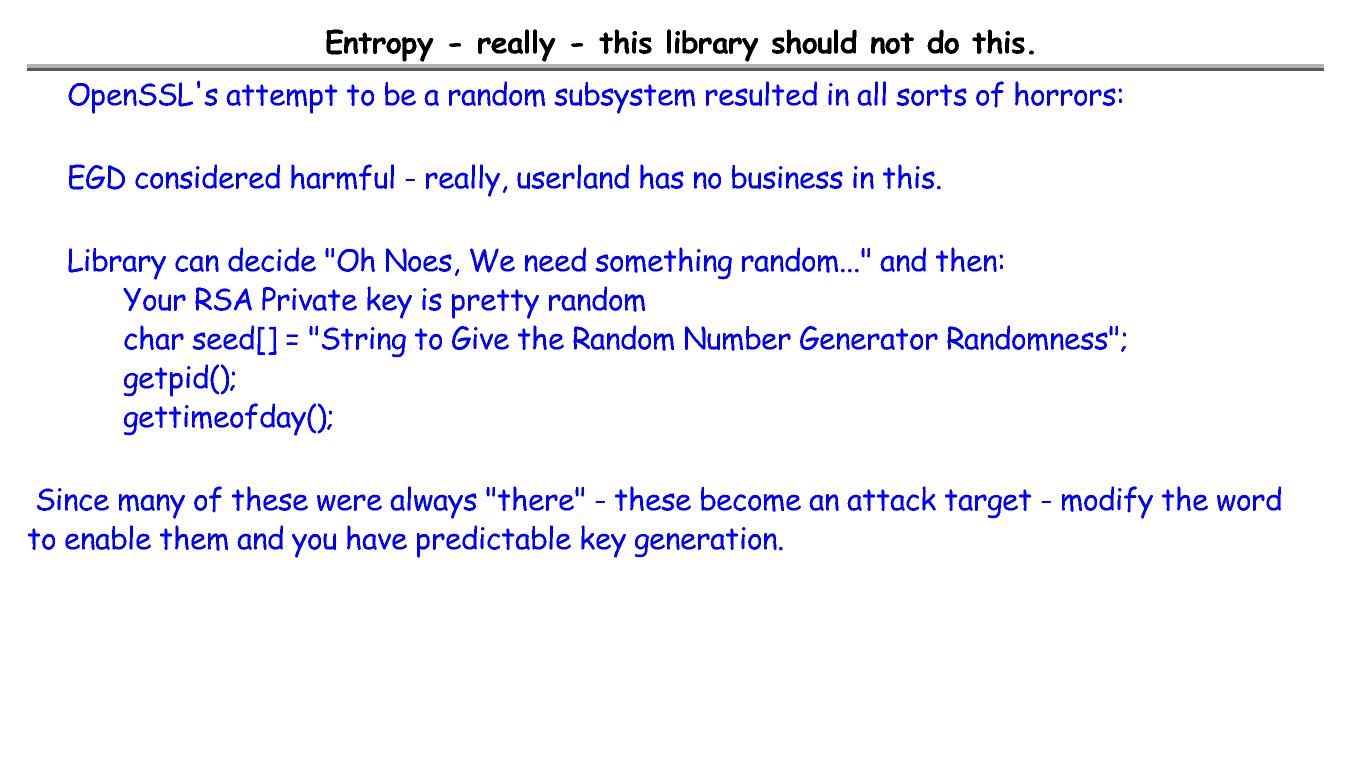 Entropy - really - this library should not do this.
OpenSSL's attempt to be a random subsystem resulted in all sorts of horrors:
EGD considered harmful - really, userland has no business in this.
Library can decide "Oh Noes, We need something random..." and then:
Your RSA Private key is pretty random
char seed[] = "String to Give the Random Number Generator Randomness";
getpid();
gettimeofday();
Since many of these were always "there" - these become an attack target - modify the word
to enable them and you have predictable key generation.